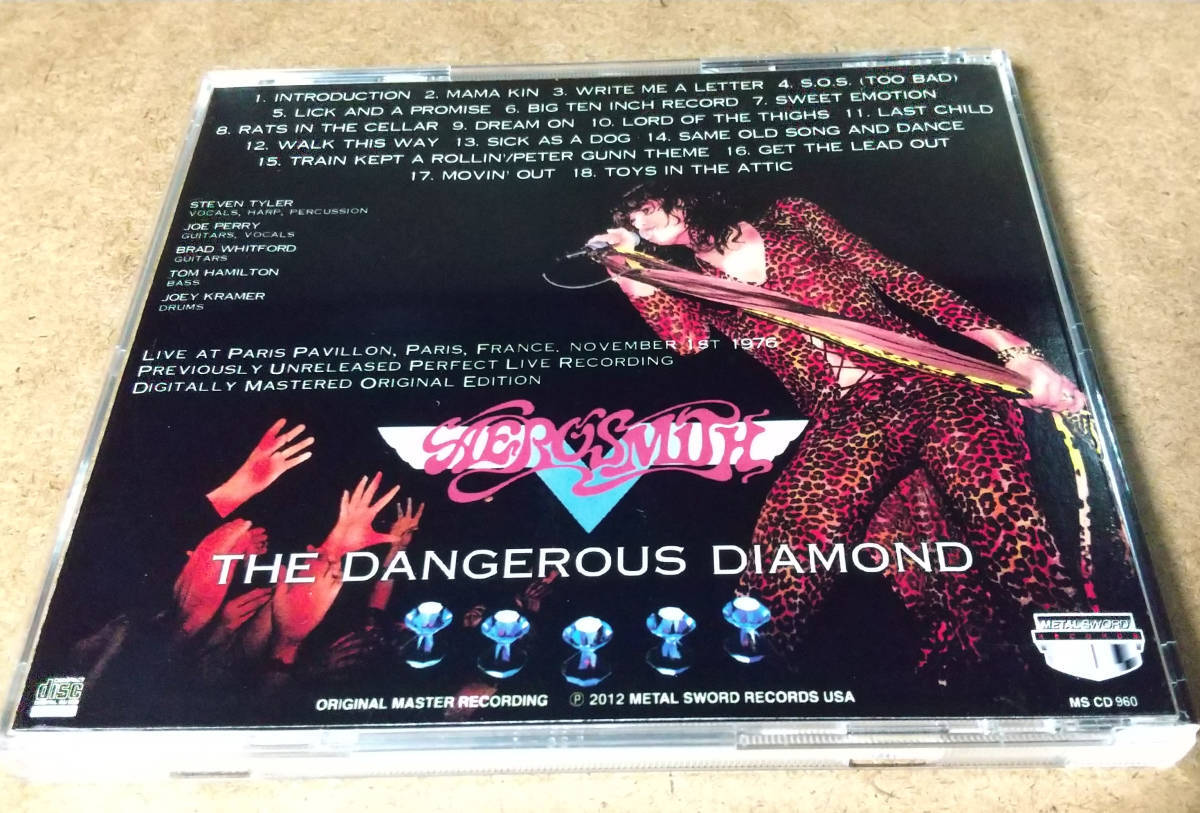 1. INTRODUCTION 2. MAMA KIN 3. WRITE ME A LETTER 4. S.O.S. (TOO BAD)
5. LICK AND A PROMISE 6. BIG TEN INCH RECORD 7. SWEET EMOTION
8. RATS IN THE CELLAR 9. DREAM ON 10. LORD OF THE THIGHS 11. LAST CHILD
12. WALK THIS WAY 13. SICK AS A DOG 14. SAME OLD SONG AND DANCE
15. TRAIN KEPT A ROLLIN'/PETER GUNN THEME 16. GET THE LEAD OUT
17. MOVIN' OUT 18. TOYS IN THE ATTIC
STEVEN TYLER
VOCALS, HARP, PERCUSSION
JOE PERRY
GUITARS, VOCALS
BRAD WHITFORD
GUITARS
TOM HAMILTON
BASS
JOEY KRAMER
DRUMS
LIVE AT PARIS PAVILLON, PARIS, FRANCE. NOVEMBER 1ST 1976
PREVIOUSLY UNRELEASED PERFECT LIVE RECORDING
DIGITALLY MASTERED ORIGINAL EDITION
AEROSMITH
THE DANGEROUS DIAMOND
METAL SWORD
RECORDS
disc
ORIGINAL MASTER RECORDING ℗ 2012 METAL SWORD RECORDS USA
MS CD 960